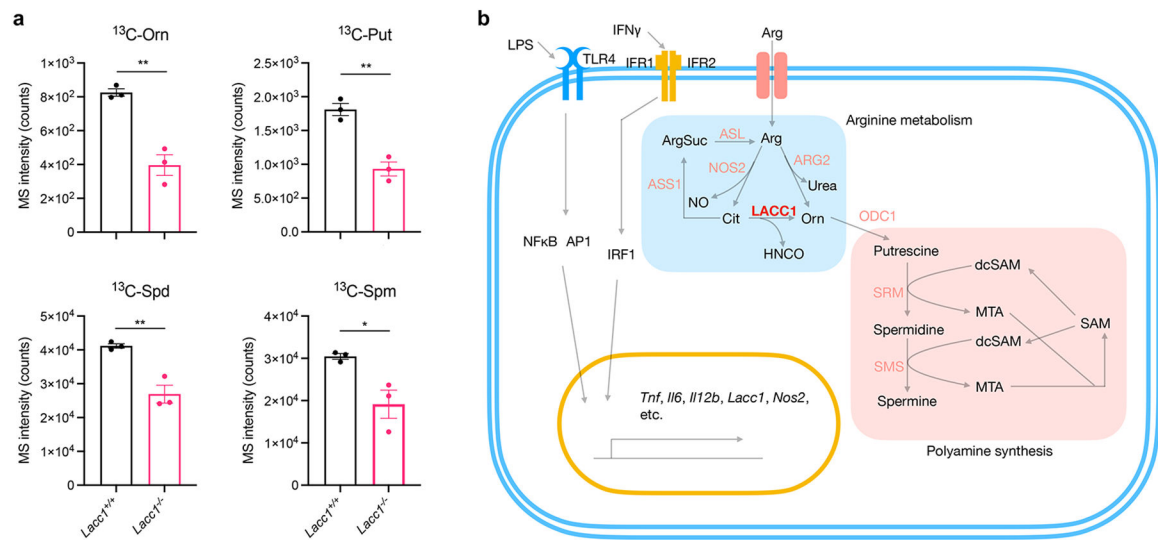 a
¹³C-Orn
MS intensity (counts)
1×10³
8×10²
6×10²
4×10²
2×10²
0
**
¹³C-Put
MS intensity (counts)
2.5×10³
2.0×10³
1.5×10³
1.0×10³
5.0×10²
0.0
**
¹³C-Spd
MS intensity (counts)
5×10⁴
4×10⁴
3×10⁴
2×10⁴
1×10⁴
0
**
Lacc1⁺/⁺
Lacc1⁻/⁻
¹³C-Spm
MS intensity (counts)
4×10⁴
3×10⁴
2×10⁴
1×10⁴
0
*
Lacc1⁺/⁺
Lacc1⁻/⁻
b
LPS
TLR4
IFNγ
IFR1
IFR2
Arg
Arginine metabolism
ArgSuc
ASL
Arg
NOS2
ARG2
ASS1
Urea
NO
LACC1
Cit
Orn
HNCO
ODC1
NFκB AP1
IRF1
Putrescine
dcSAM
SRM
MTA
SAM
Spermidine
dcSAM
SMS
MTA
Spermine
Polyamine synthesis
Tnf, Il6, Il12b, Lacc1, Nos2,
etc.